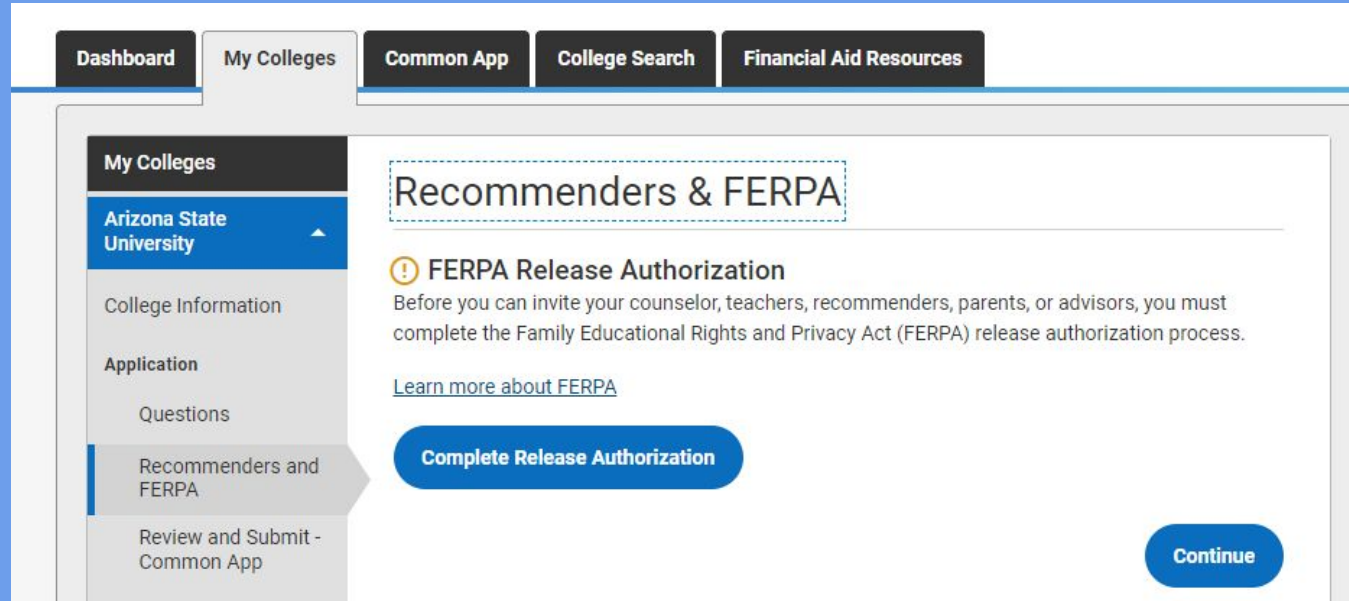 Dashboard
My Colleges
Common App
College Search
Financial Aid Resources
My Colleges
Arizona State
University
College Information
Application
Questions
Recommenders and
FERPA
Review and Submit -
Common App
Recommenders & FERPA
FERPA Release Authorization
Before you can invite your counselor, teachers, recommenders, parents, or advisors, you must
complete the Family Educational Rights and Privacy Act (FERPA) release authorization process.
Learn more about FERPA
Complete Release Authorization
Continue